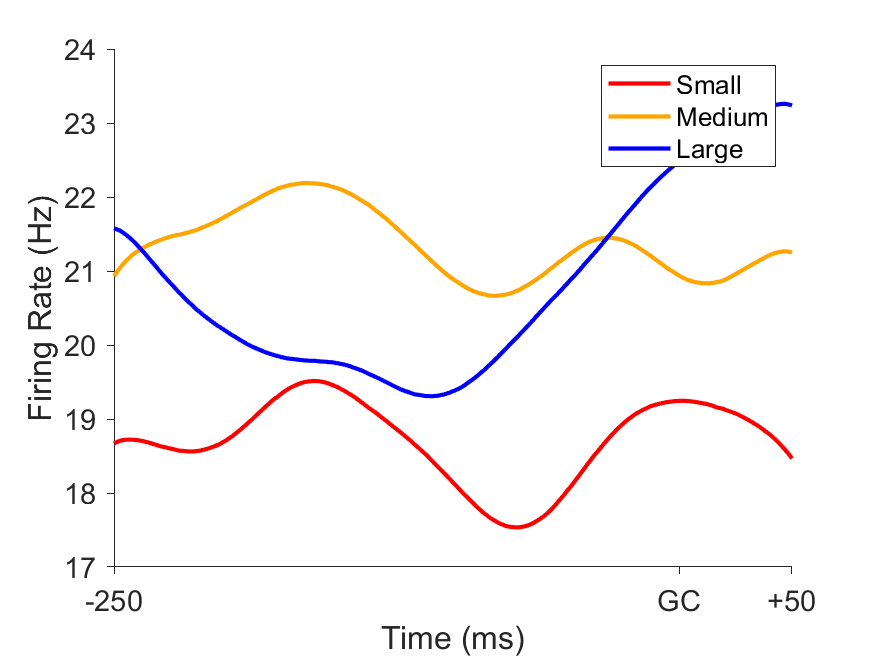 24
23
22
21
20
19
18
17
Firing Rate (Hz)
Small
Medium
Large
-250
GC
+50
Time (ms)